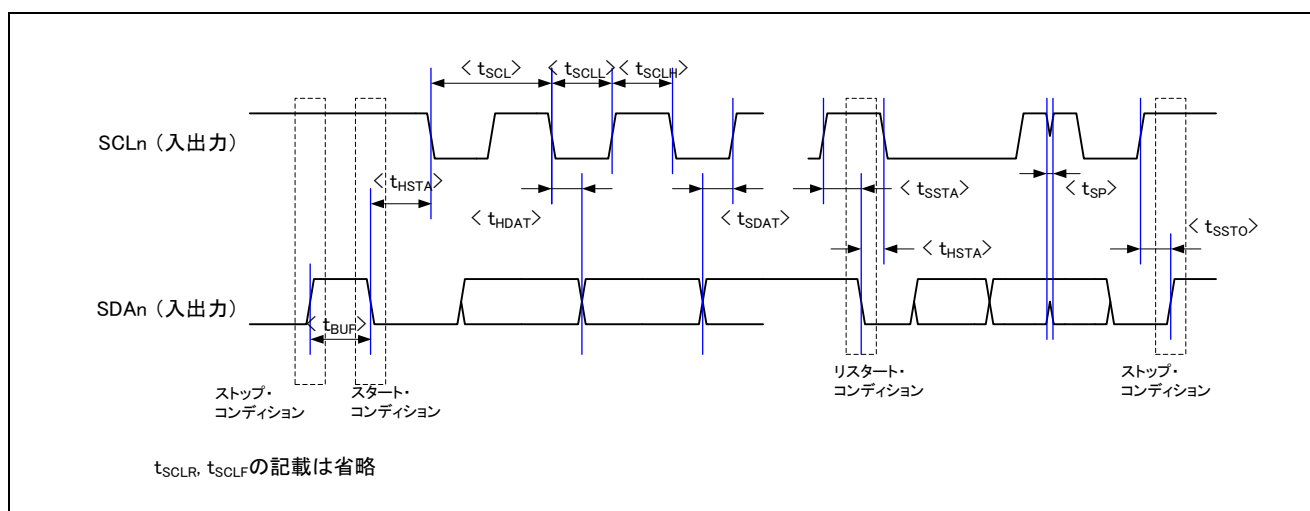 < tSCL> < tSCLL> < tSCLH>
SCLn (入出力)
< tHSTA>
< tHDAT>
< tSDAT>
< tSSTA>
< tSP>
< tHSTA>
< tSSTO>
SDAn (入出力)
< tBUF>
ストップ・
コンディション
スタート・
コンディション
リスタート・
コンディション
ストップ・
コンディション
tSCLR, tSCLFの記載は省略